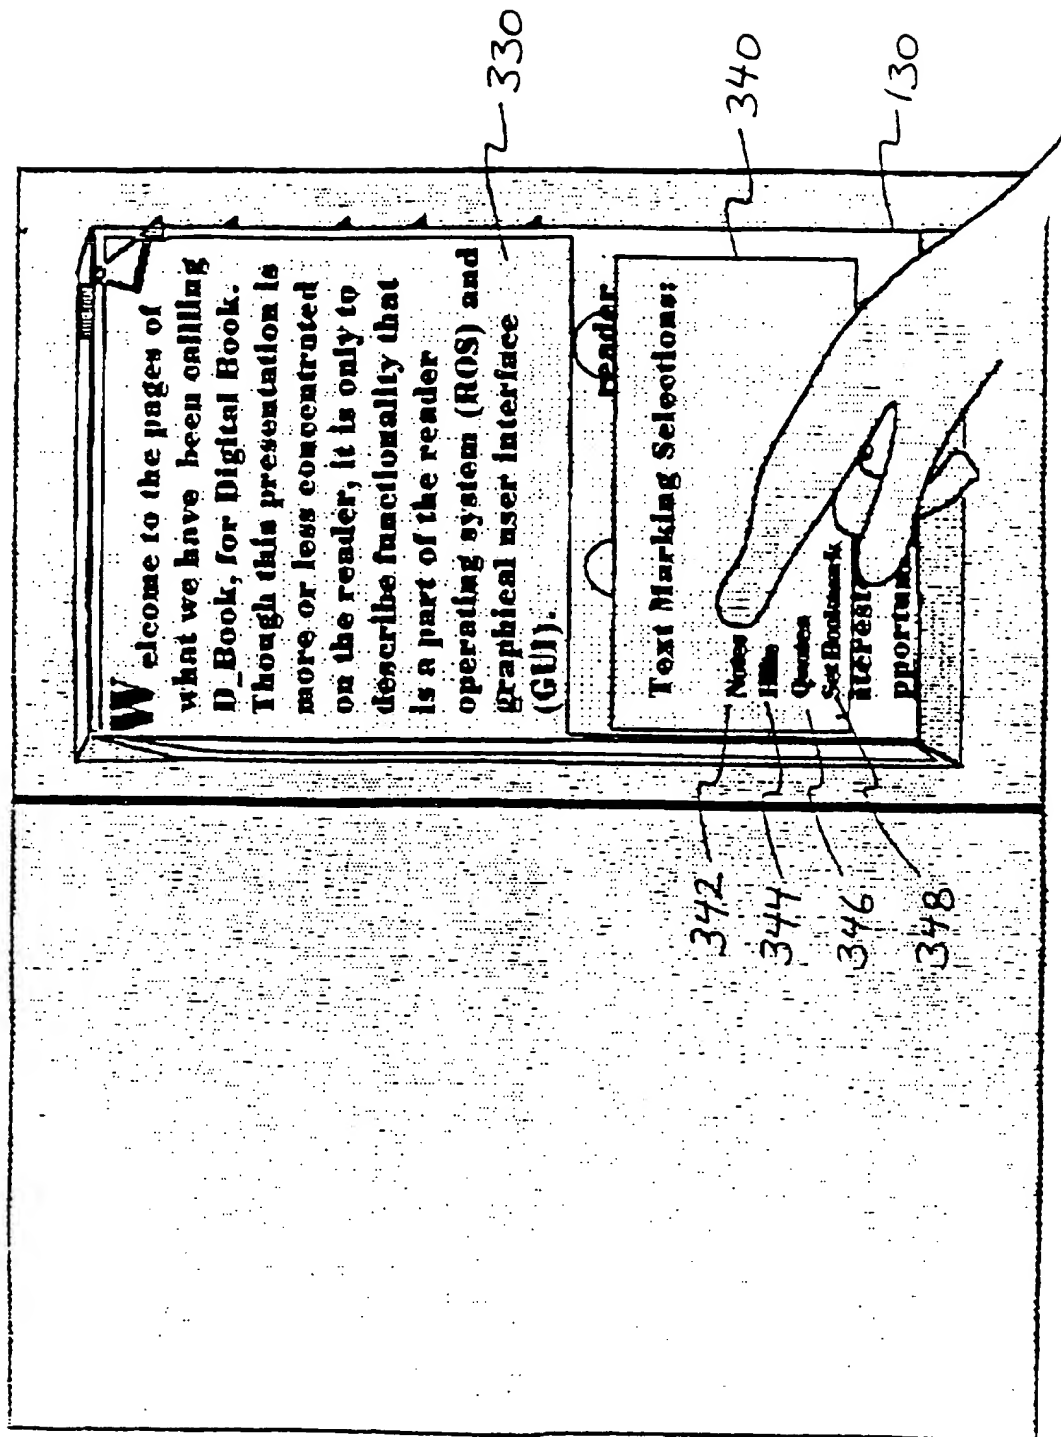 Welcome to the pages of
what we have been calling
D_Book, for Digital Book.
Though this presentation is
more or less concentrated
on the reader, it is only to
describe functionality that
is a part of the reader
operating system (ROS) and
graphical user interface
(GUI).
330
reader
Text Marking Selections:
340
342
Notes
344
Hilite
346
Quotes
348
Set Bookmark
130